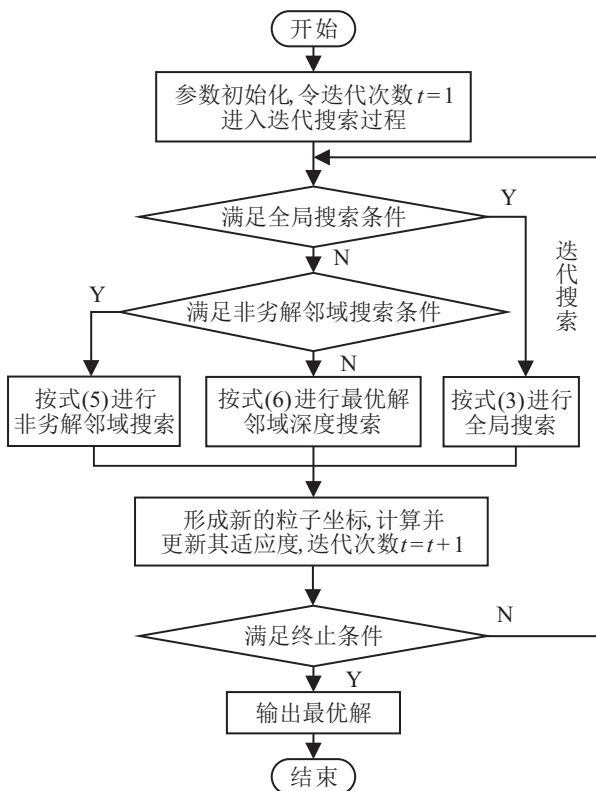 开始
参数初始化,令迭代次数t=1
进入迭代搜索过程
满足全局搜索条件
Y
N
迭代搜索
满足非劣解邻域搜索条件
Y
N
按式(5)进行
非劣解邻域搜索
按式(6)进行最优解
邻域深度搜索
按式(3)进行
全局搜索
形成新的粒子坐标,计算并
更新其适应度,迭代次数t=t+1
满足终止条件
N
Y
输出最优解
结束